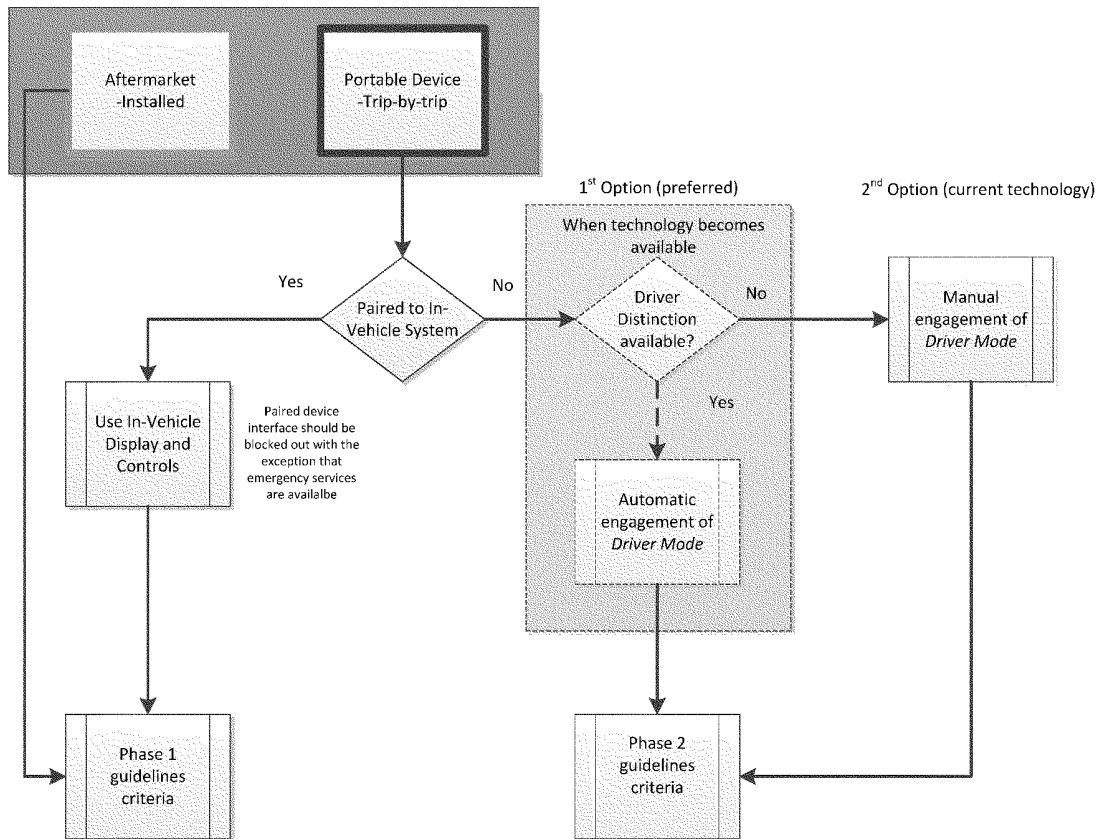 Aftermarket
-Installed
Portable Device
-Trip-by-trip
1st Option (preferred)
2nd Option (current technology)
When technology becomes
available
Yes
Paired to In-
Vehicle System
No
Driver
Distinction
available?
No
Manual
engagement of
Driver Mode
Use In-Vehicle
Display and
Controls
Paired device
interface should be
blocked out with the
exception that
emergency services
are availalbe
Yes
Automatic
engagement of
Driver Mode
Phase 1
guidelines
criteria
Phase 2
guidelines
criteria